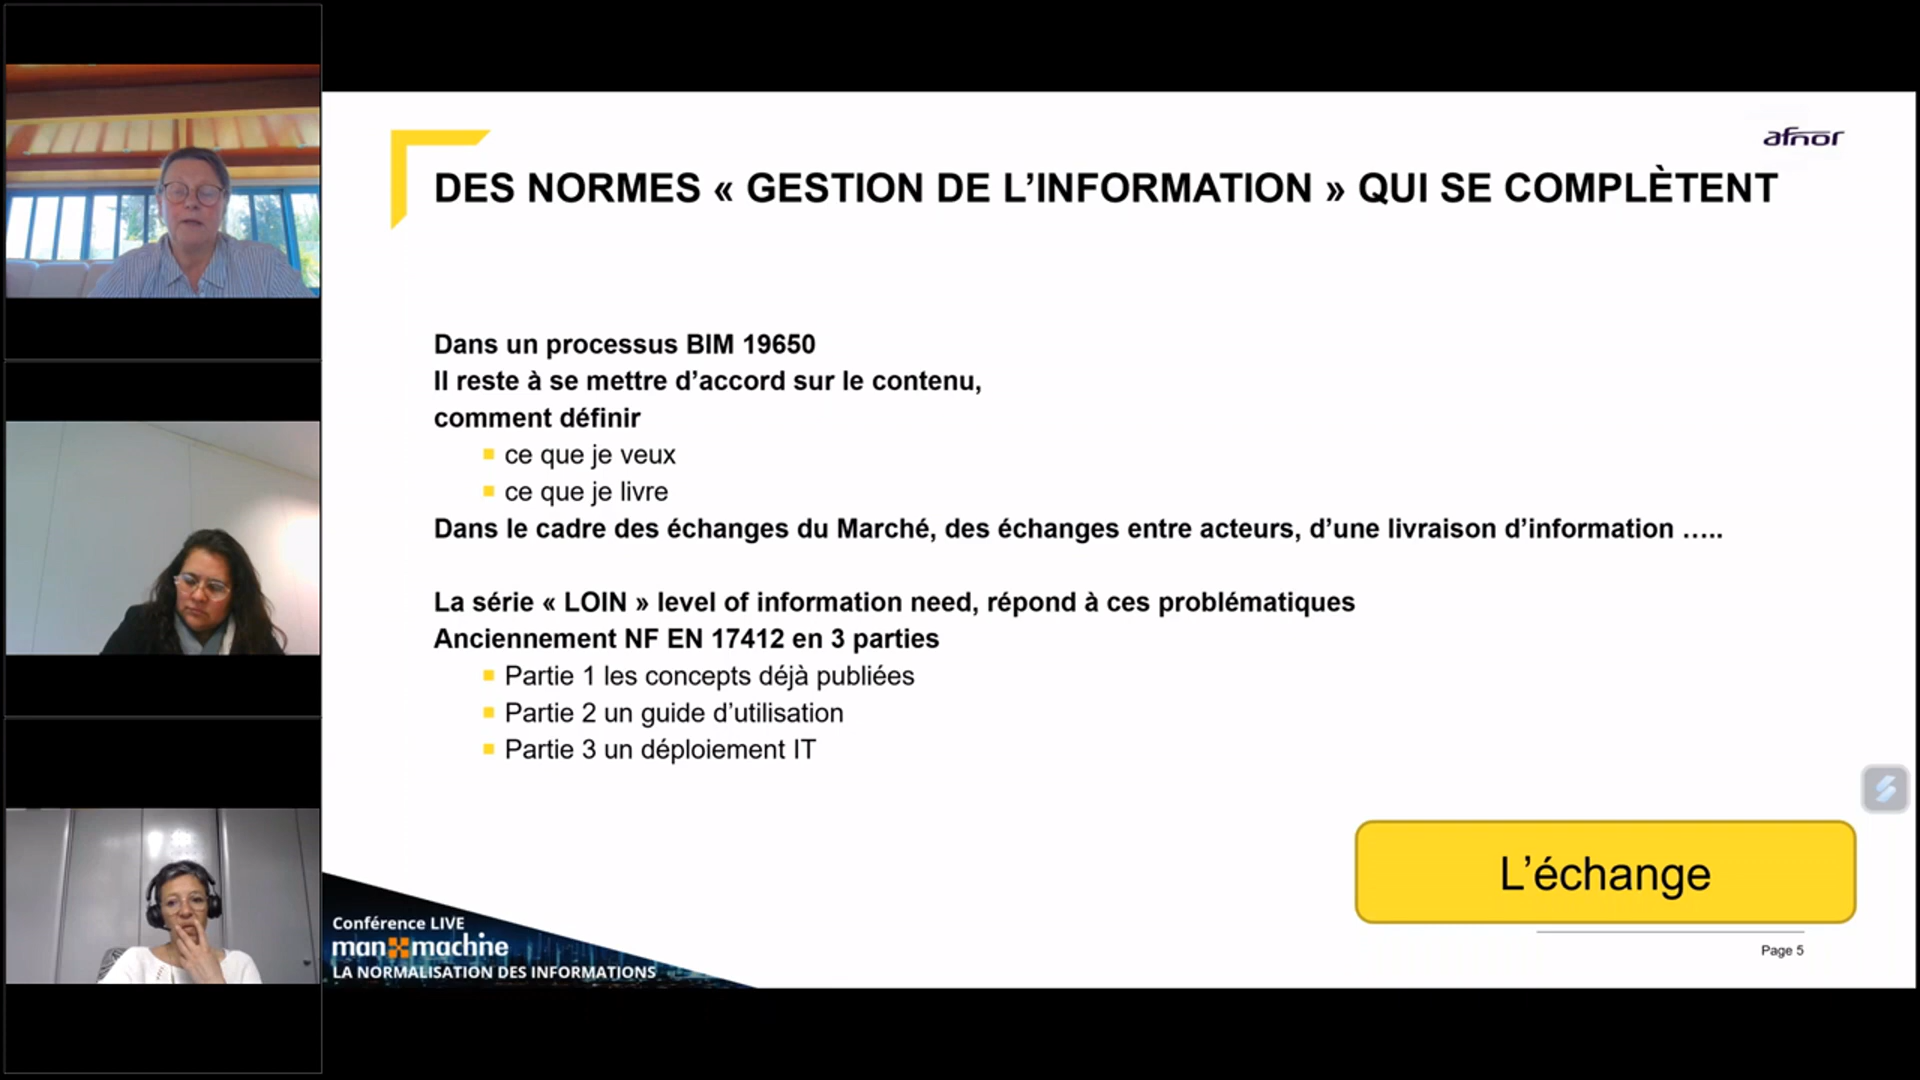 afnor
DES NORMES « GESTION DE L’INFORMATION » QUI SE COMPLÈTENT
Dans un processus BIM 19650
Il reste à se mettre d’accord sur le contenu,
comment définir
ce que je veux
ce que je livre
Dans le cadre des échanges du Marché, des échanges entre acteurs, d’une livraison d’information …..
La série « LOIN » level of information need, répond à ces problématiques
Anciennement NF EN 17412 en 3 parties
Partie 1 les concepts déjà publiées
Partie 2 un guide d’utilisation
Partie 3 un déploiement IT
L’échange
Page 5
Conférence LIVE
man machine
LA NORMALISATION DES INFORMATIONS